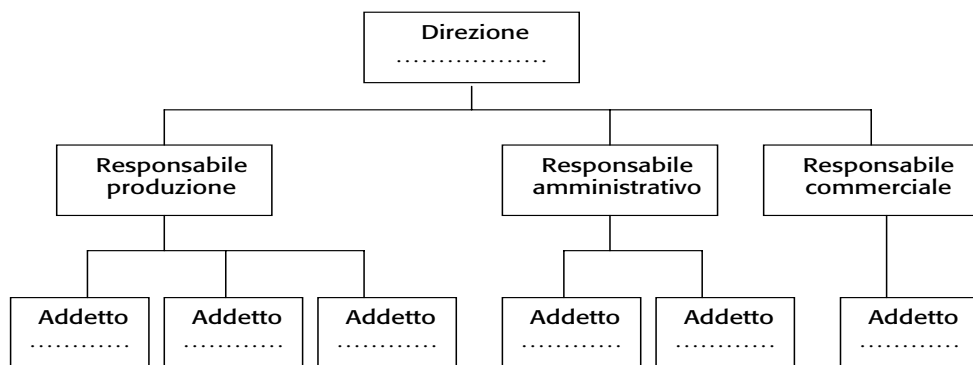 Direzione
..................
Responsabile
produzione
Responsabile
amministrativo
Responsabile
commerciale
Addetto
............
Addetto
............
Addetto
............
Addetto
............
Addetto
............
Addetto
............